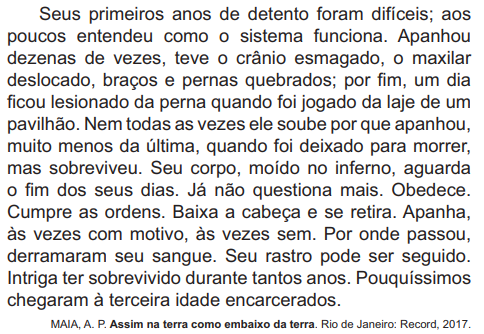 Seus primeiros anos de detento foram difíceis; aos
poucos entendeu como o sistema funciona. Apanhou
dezenas de vezes, teve o crânio esmagado, o maxilar
deslocado, braços e pernas quebrados; por fim, um dia
ficou lesionado da perna quando foi jogado da laje de um
pavilhão. Nem todas as vezes ele soube por que apanhou,
muito menos da última, quando foi deixado para morrer,
mas sobreviveu. Seu corpo, moído no inferno, aguarda
o fim dos seus dias. Já não questiona mais. Obedece.
Cumpre as ordens. Baixa a cabeça e se retira. Apanha,
às vezes com motivo, às vezes sem. Por onde passou,
derramaram seu sangue. Seu rastro pode ser seguido.
Intriga ter sobrevivido durante tantos anos. Pouquíssimos
chegaram à terceira idade encarcerados.
MAIA, A. P. Assim na terra como embaixo da terra. Rio de Janeiro: Record, 2017.